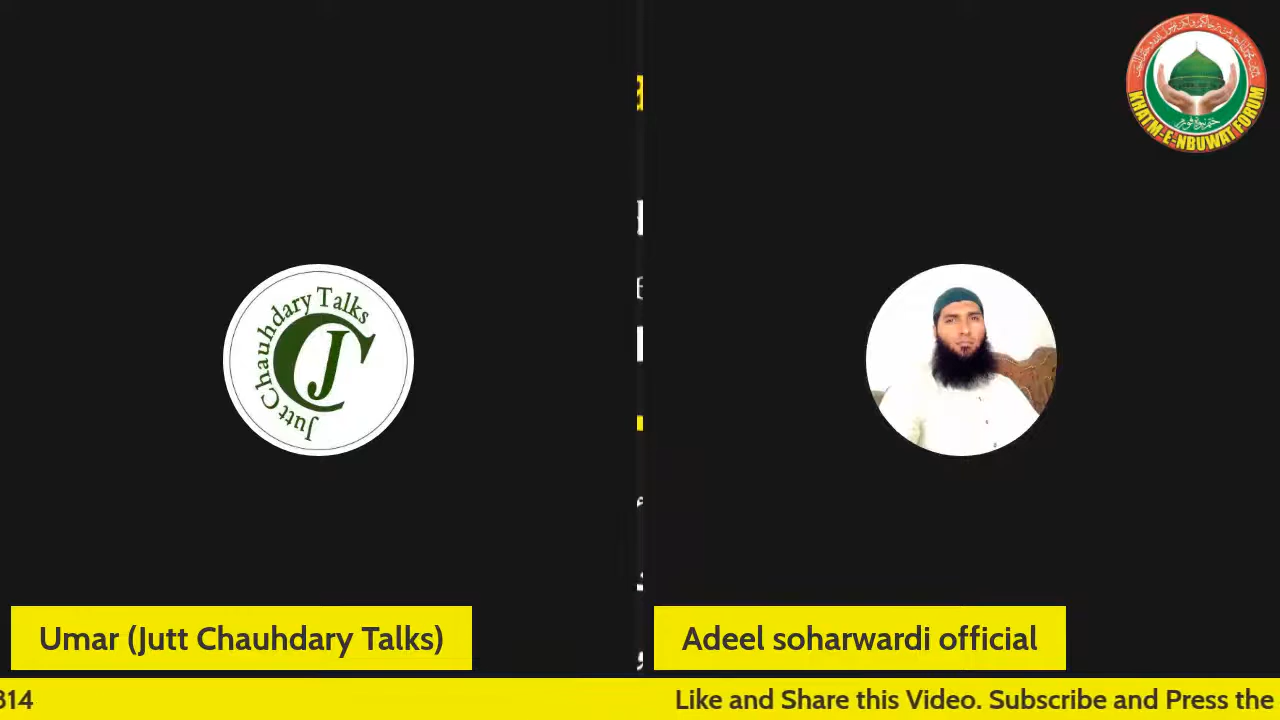 KHATM-E-NBUWAT FORUM
Jutt Chauhdary Talks
CJ
Umar (Jutt Chauhdary Talks)
Adeel soharwardi official
314
Like and Share this Video. Subscribe and Press the